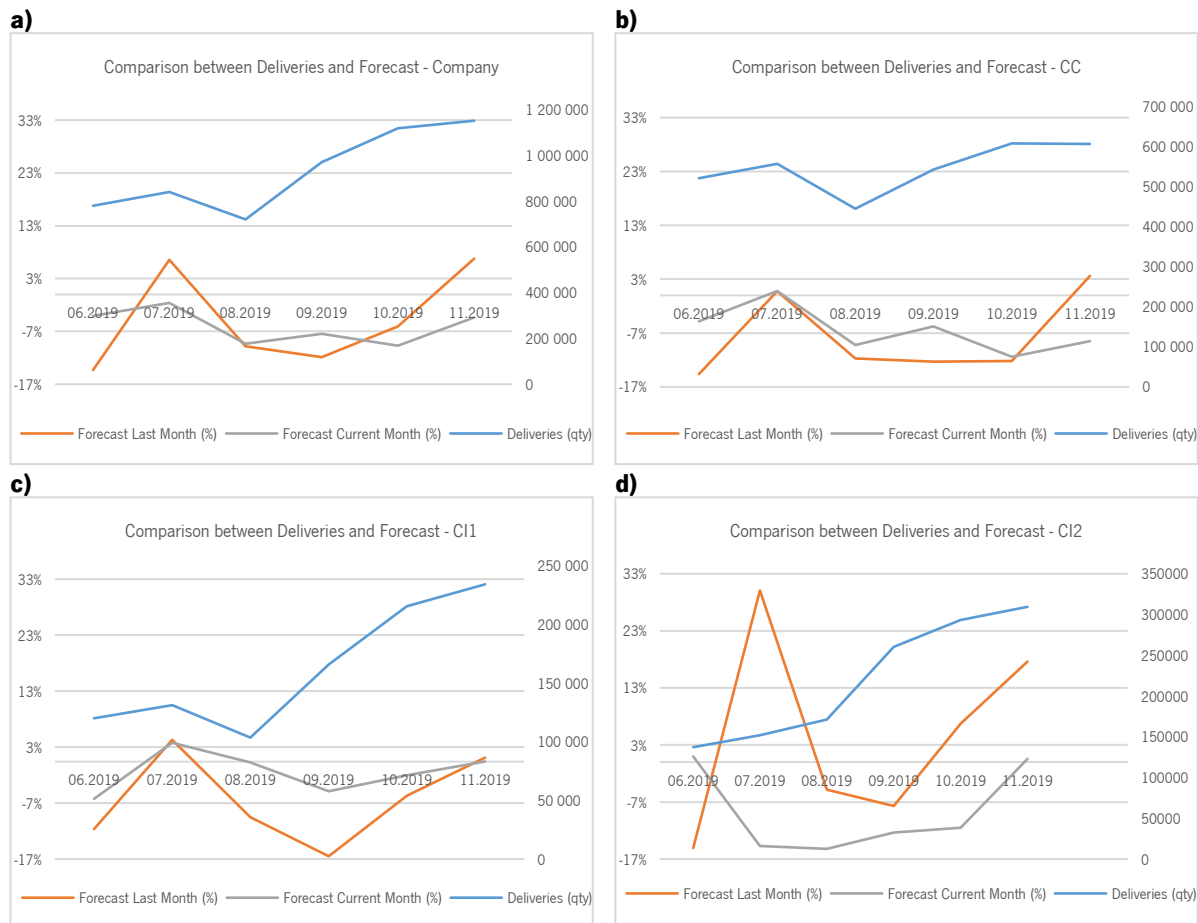 a)
Comparison between Deliveries and Forecast - Company
33%
23%
13%
3%
-7%
-17%
1 200 000
1 000 000
800 000
600 000
400 000
200 000
0
06.2019 07.2019 08.2019 09.2019 10.2019 11.2019
Forecast Last Month (%) Forecast Current Month (%) Deliveries (qty)
b)
Comparison between Deliveries and Forecast - CC
33%
23%
13%
3%
-7%
-17%
700 000
600 000
500 000
400 000
300 000
200 000
100 000
0
06.2019 07.2019 08.2019 09.2019 10.2019 11.2019
Forecast Last Month (%) Forecast Current Month (%) Deliveries (qty)
c)
Comparison between Deliveries and Forecast - CI1
33%
23%
13%
3%
-7%
-17%
250 000
200 000
150 000
100 000
50 000
0
06.2019 07.2019 08.2019 09.2019 10.2019 11.2019
Forecast Last Month (%) Forecast Current Month (%) Deliveries (qty)
d)
Comparison between Deliveries and Forecast - CI2
33%
23%
13%
3%
-7%
-17%
350000
300000
250000
200000
150000
100000
50000
0
06.2019 07.2019 08.2019 09.2019 10.2019 11.2019
Forecast Last Month (%) Forecast Current Month (%) Deliveries (qty)